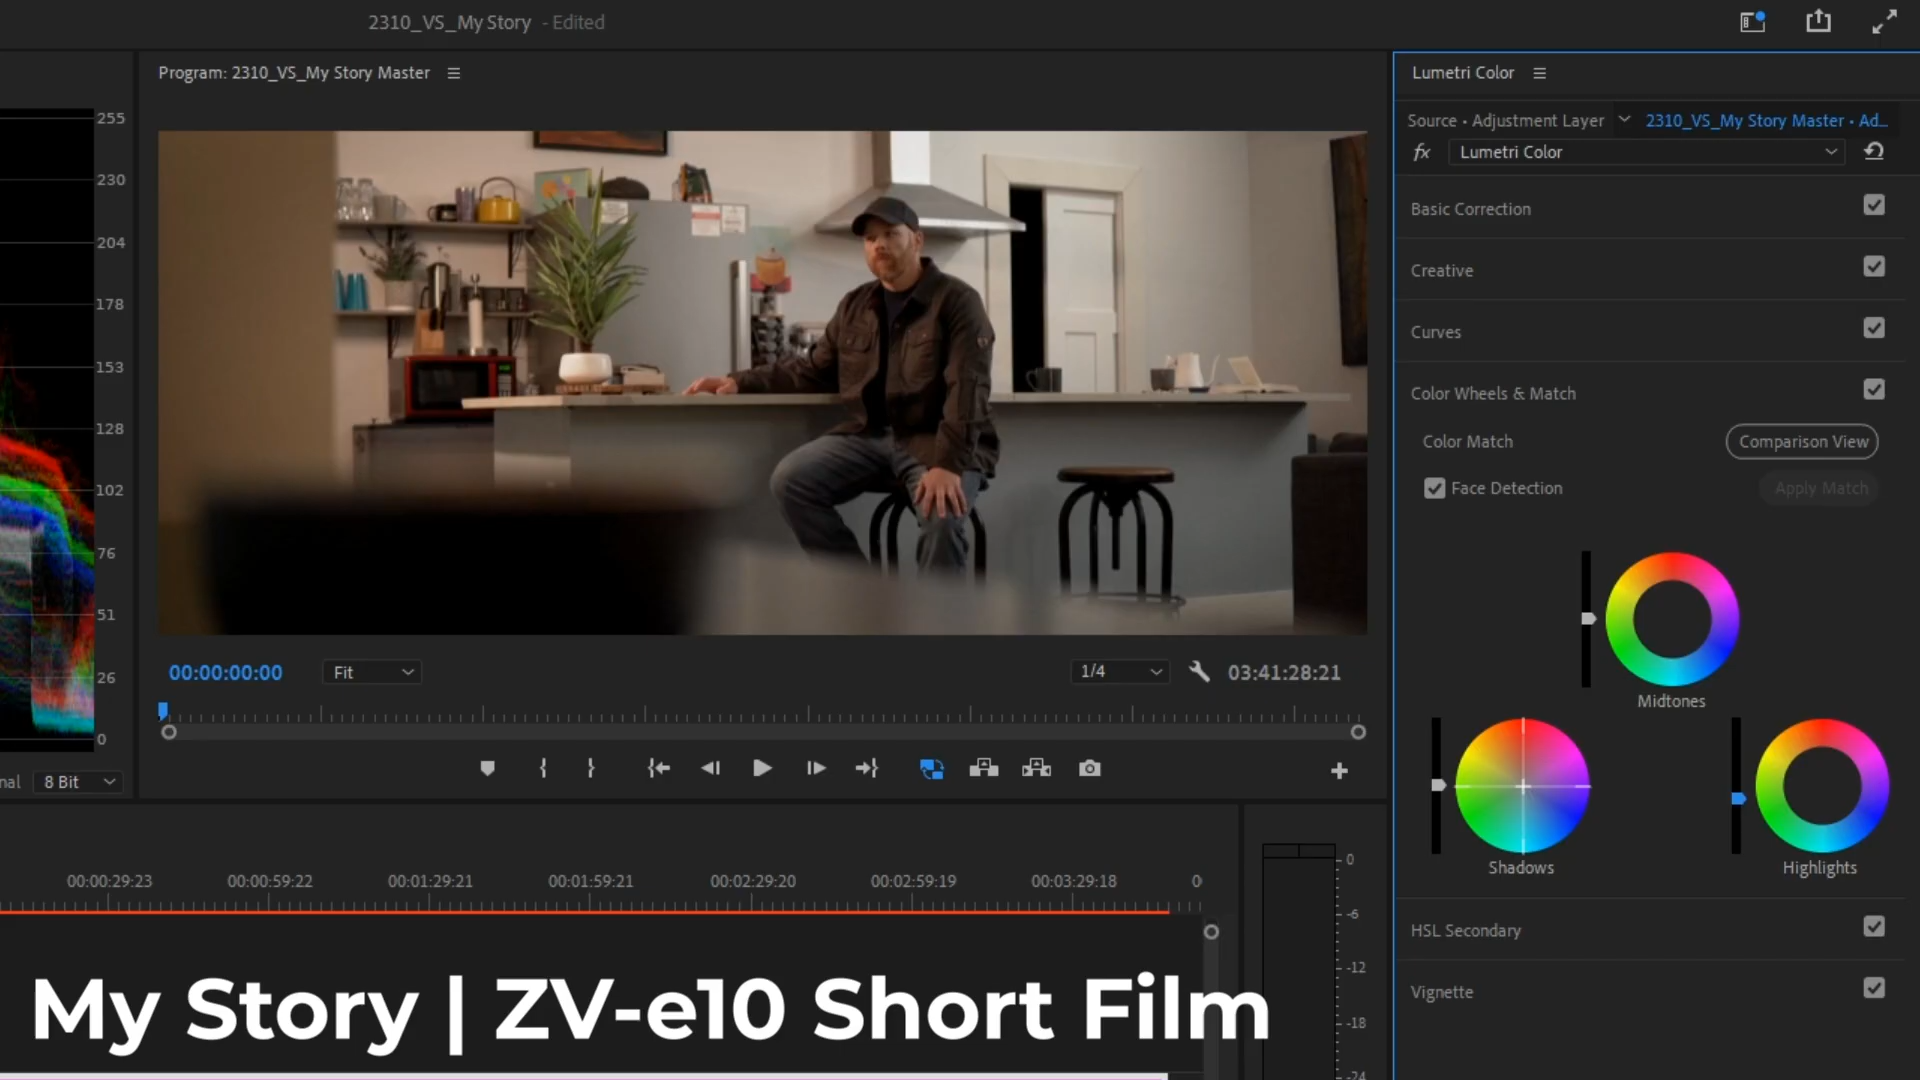 2310_VS_My Story - Edited
Program: 2310_VS_My Story Master
Lumetri Color
Source • Adjustment Layer
2310_VS_My Story Master • Ad...
fx
Lumetri Color
Basic Correction
Creative
Curves
Color Wheels & Match
Color Match
Comparison View
Face Detection
Apply Match
Midtones
Shadows
Highlights
HSL Secondary
Vignette
255
230
204
178
153
128
102
76
51
26
0
nal
8 Bit
00:00:00:00
Fit
1/4
03:41:28:21
00:00:29:23
00:00:59:22
00:01:29:21
00:01:59:21
00:02:29:20
00:02:59:19
00:03:29:18
0
0
-6
-12
-18
-24
My Story | ZV-e10 Short Film